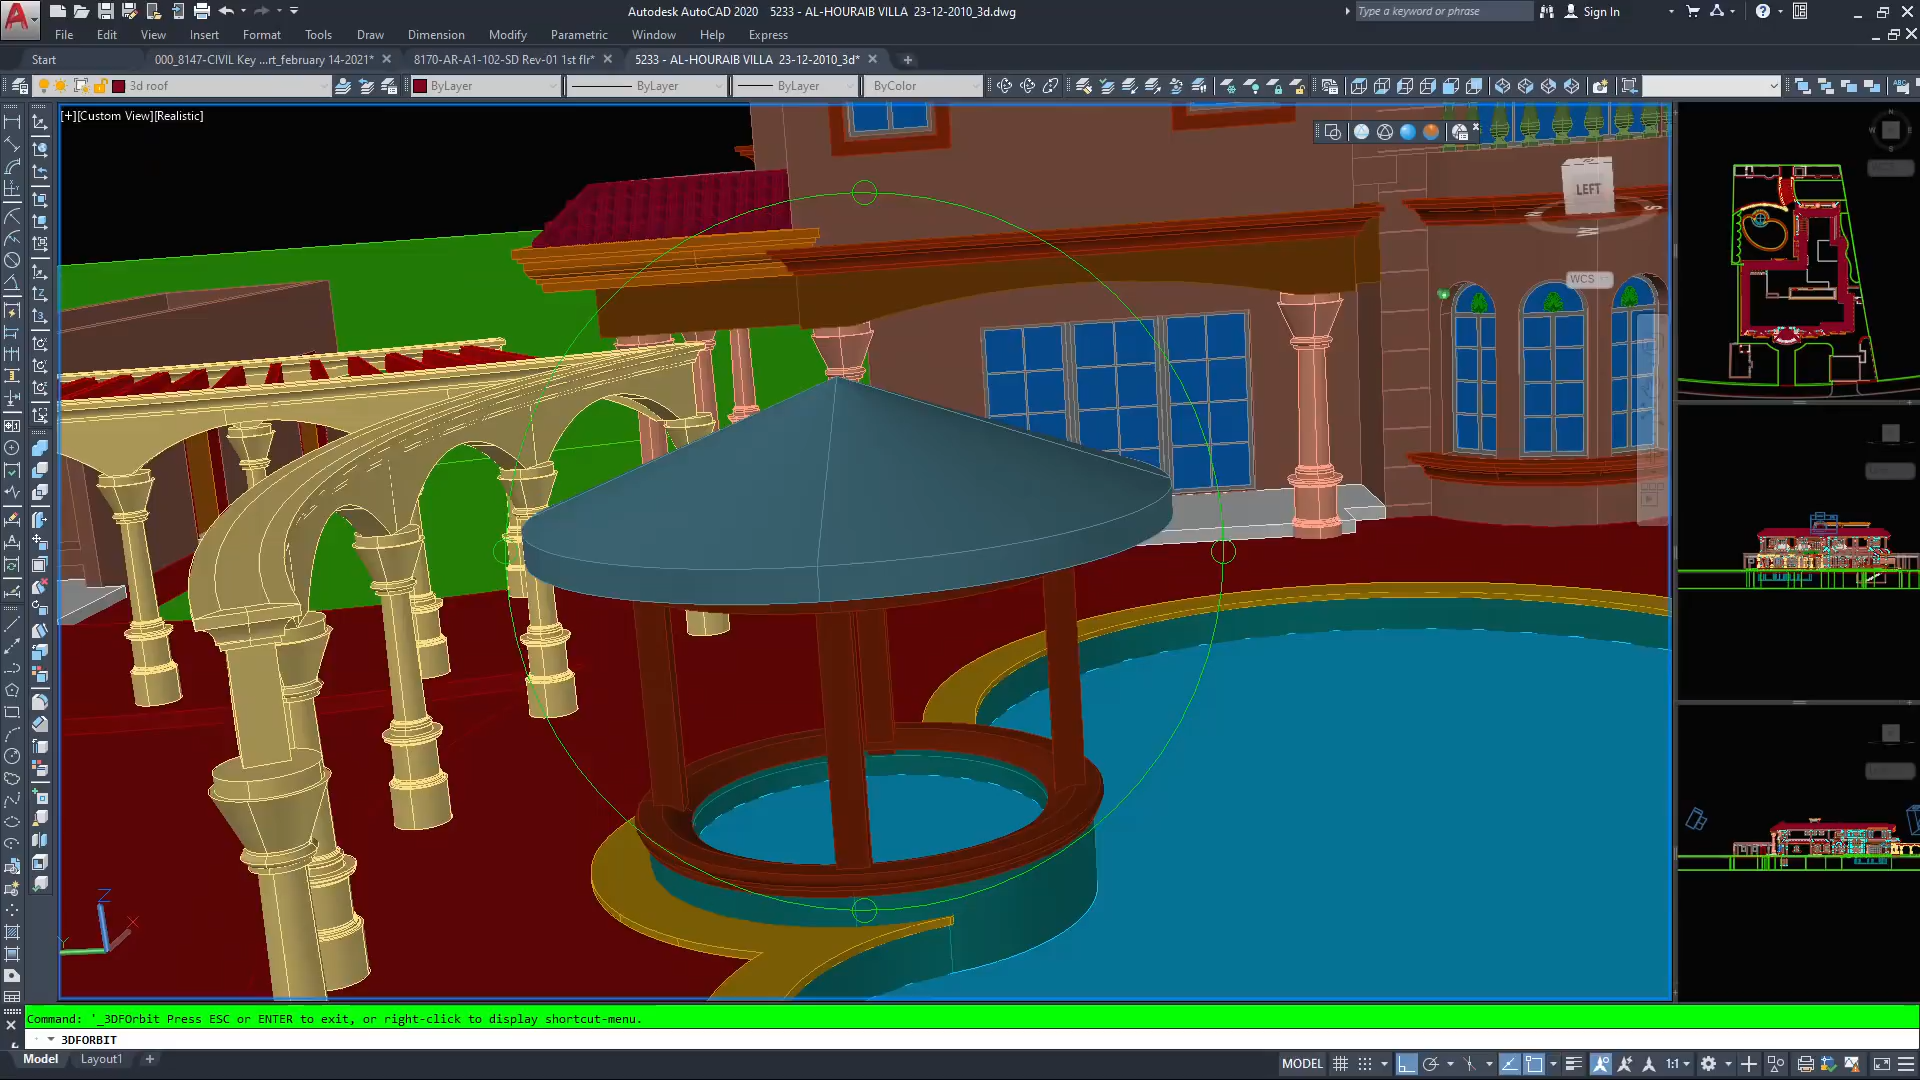 Autodesk AutoCAD 2020   5233 - AL-HOURAIB VILLA  23-12-2010_3d.dwg
Type a keyword or phrase
Sign In
File Edit View Insert Format Tools Draw Dimension Modify Parametric Window Help Express
Start
000_8147-CIVIL Key ...rt_february 14-2021*
8170-AR-A1-102-SD Rev-01 1st flr*
5233 - AL-HOURAIB VILLA  23-12-2010_3d*
3d roof
ByLayer
ByLayer
ByLayer
ByColor
[+][Custom View][Realistic]
LEFT
WCS
Z
X
Y
Command: '_3DFOrbit Press ESC or ENTER to exit, or right-click to display shortcut-menu.
3DFORBIT
Model
Layout1
MODEL
1:1